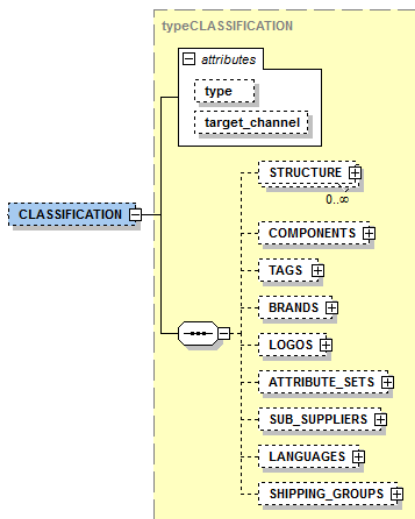 typeCLASSIFICATION
attributes
type
target_channel
STRUCTURE
0..∞
CLASSIFICATION
COMPONENTS
TAGS
BRANDS
LOGOS
ATTRIBUTE_SETS
SUB_SUPPLIERS
LANGUAGES
SHIPPING_GROUPS